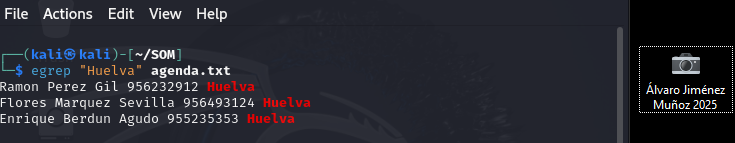 File Actions Edit View Help
┌──(kali㉿kali)-[~/SOM]
└─$ egrep "Huelva" agenda.txt
Ramon Perez Gil 956232912 Huelva
Flores Marquez Sevilla 956493124 Huelva
Enrique Berdun Agudo 955235353 Huelva
Álvaro Jiménez
Muñoz 2025